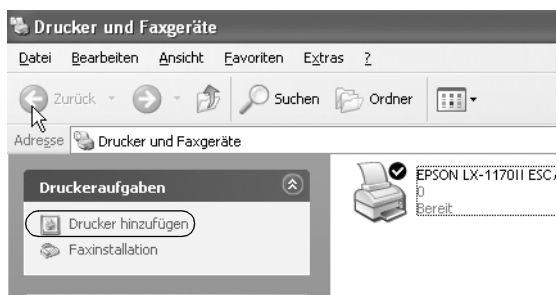 Drucker und Faxgeräte
Datei Bearbeiten Ansicht Favoriten Extras ?
Zurück Suchen Ordner
Adresse Drucker und Faxgeräte
Druckeraufgaben
EPSON LX-1170II ESC
0
Bereit
Drucker hinzufügen
Faxinstallation